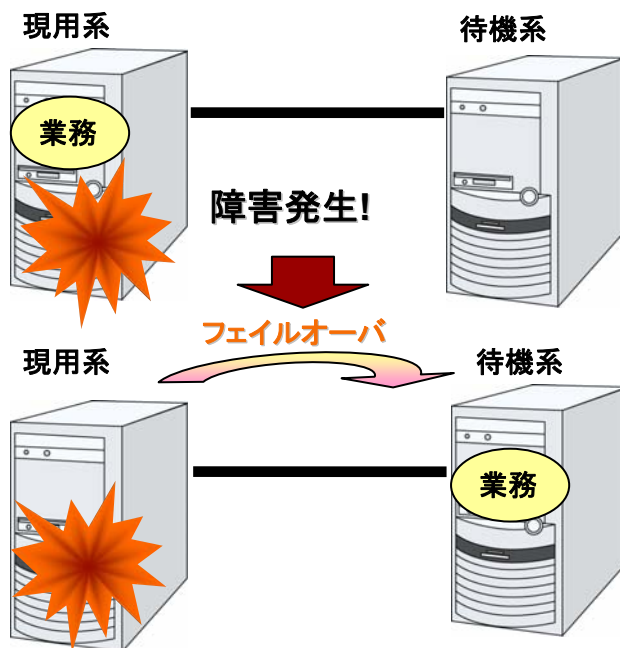 現用系
待機系
業務
障害発生!
フェイルオーバ
現用系
待機系
業務